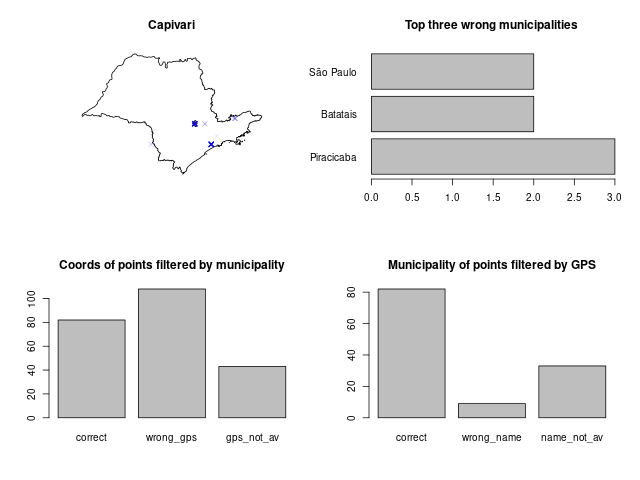 Capivari
Top three wrong municipalities
São Paulo
Batatais
Piracicaba
0.0 0.5 1.0 1.5 2.0 2.5 3.0
Coords of points filtered by municipality
0 20 40 60 80 100
correct wrong_gps gps_not_av
Municipality of points filtered by GPS
0 20 40 60 80
correct wrong_name name_not_av